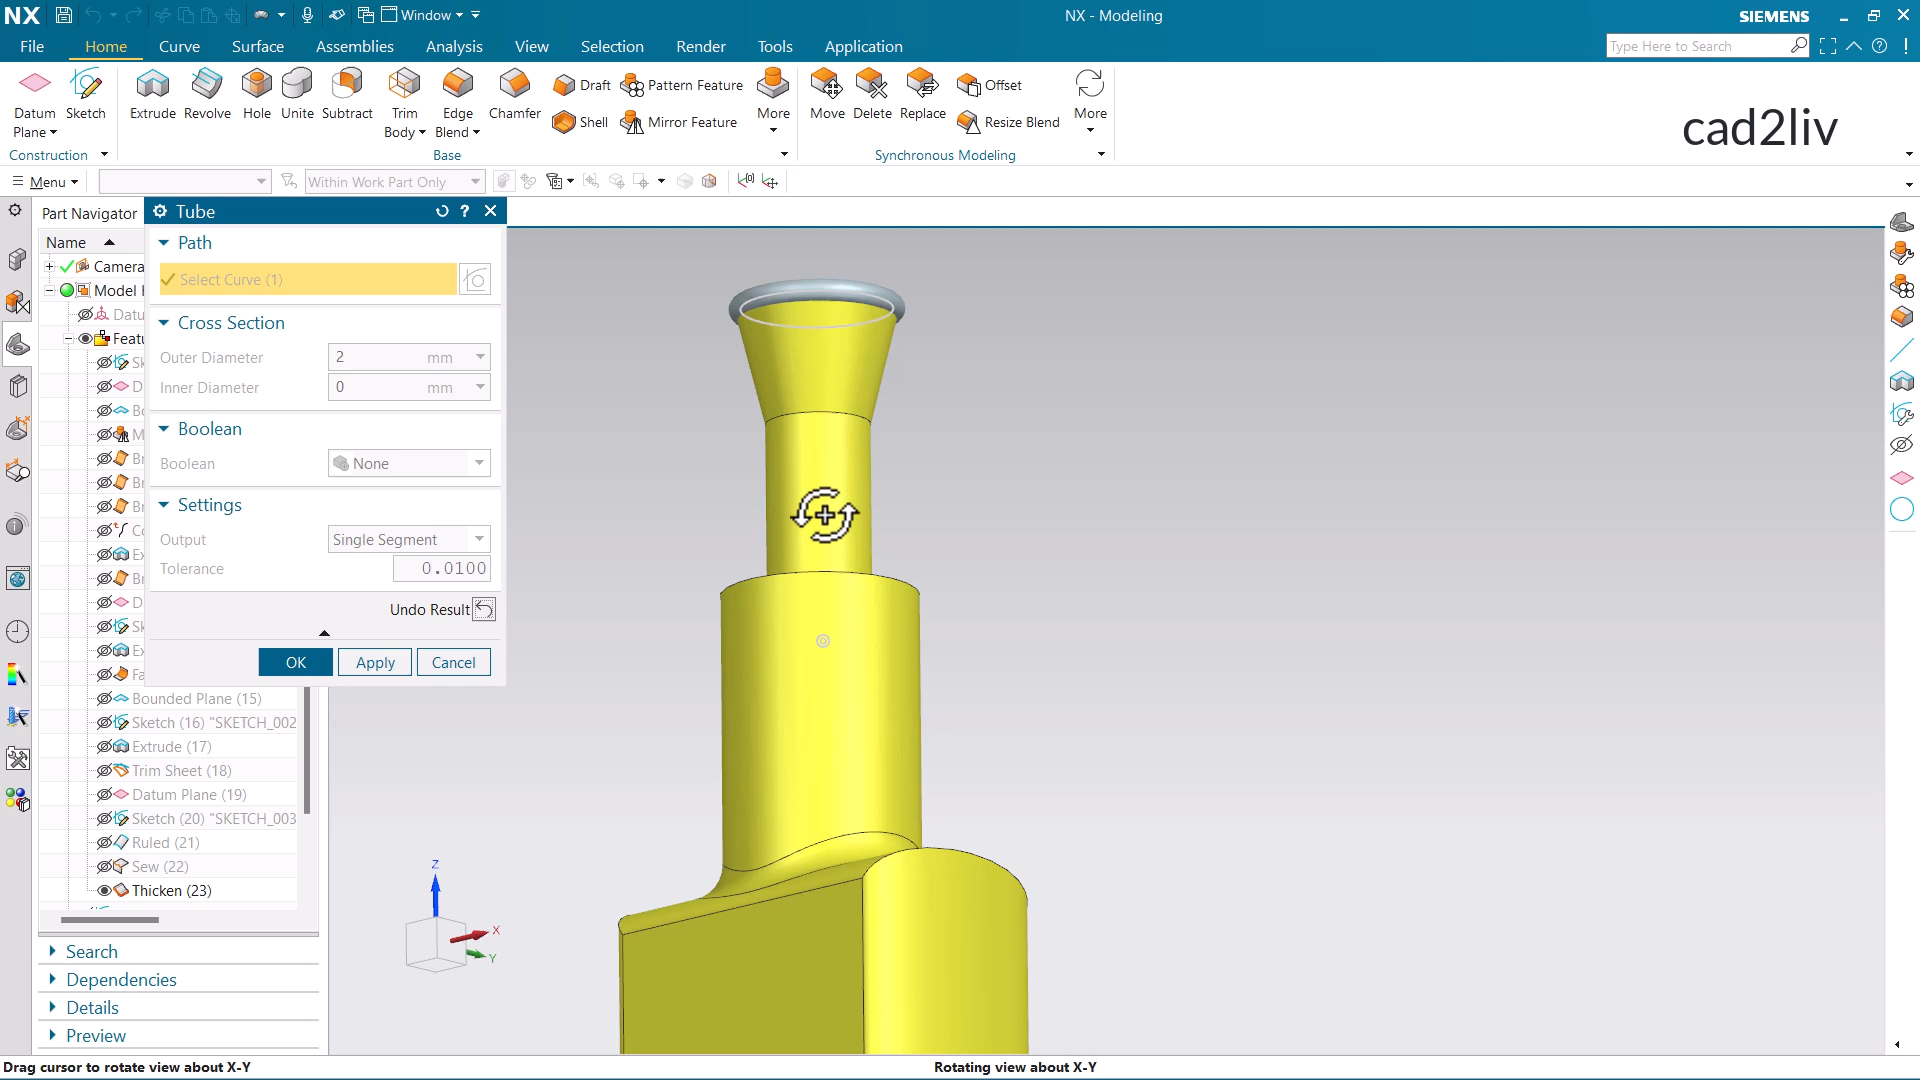 NX
Window
NX - Modeling
SIEMENS
File
Home
Curve
Surface
Assemblies
Analysis
View
Selection
Render
Tools
Application
Type Here to Search
Datum
Plane
Sketch
Extrude
Revolve
Hole
Unite
Subtract
Trim
Body
Edge
Blend
Chamfer
Draft
Shell
Pattern Feature
Mirror Feature
More
Move
Delete
Replace
Offset
Resize Blend
More
Construction
Base
Synchronous Modeling
cad2liv
Menu
Within Work Part Only
Part Navigator
Name
Camera
Model
Datu
Featu
Bounded Plane (15)
Sketch (16) "SKETCH_002
Extrude (17)
Trim Sheet (18)
Datum Plane (19)
Sketch (20) "SKETCH_003
Ruled (21)
Sew (22)
Thicken (23)
Search
Dependencies
Details
Preview
Tube
Path
Select Curve (1)
Cross Section
Outer Diameter
2 mm
Inner Diameter
0 mm
Boolean
Boolean
None
Settings
Output
Single Segment
Tolerance
0.0100
Undo Result
OK
Apply
Cancel
Z
X
Y
Drag cursor to rotate view about X-Y
Rotating view about X-Y